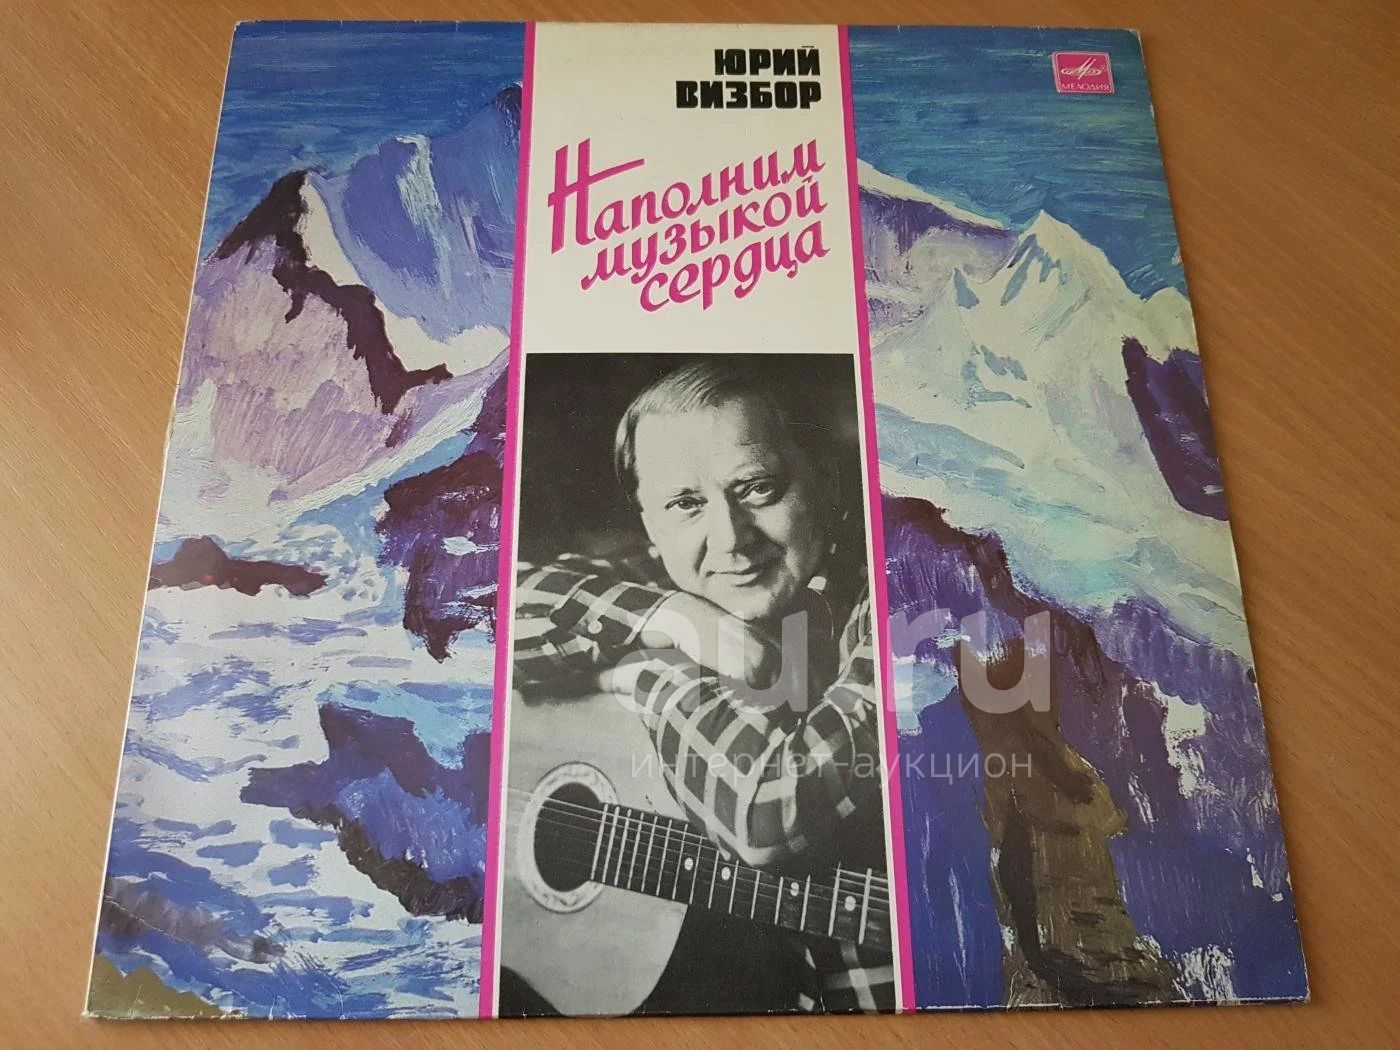 ЮРИЙ
ВИЗБОР
МЕЛОДИЯ
Наполним
музыкой
сердца
au.ru
интернет-аукцион